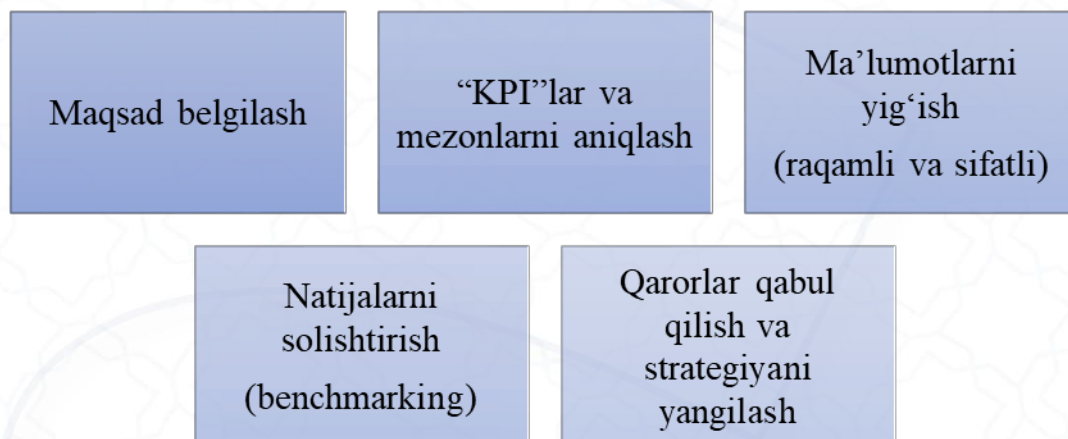 Maqsad belgilash
“KPI”lar va
mezonlarni aniqlash
Ma’lumotlarni
yig‘ish
(raqamli va sifatli)
Natijalarni
solishtirish
(benchmarking)
Qarorlar qabul
qilish va
strategiyani
yangilash